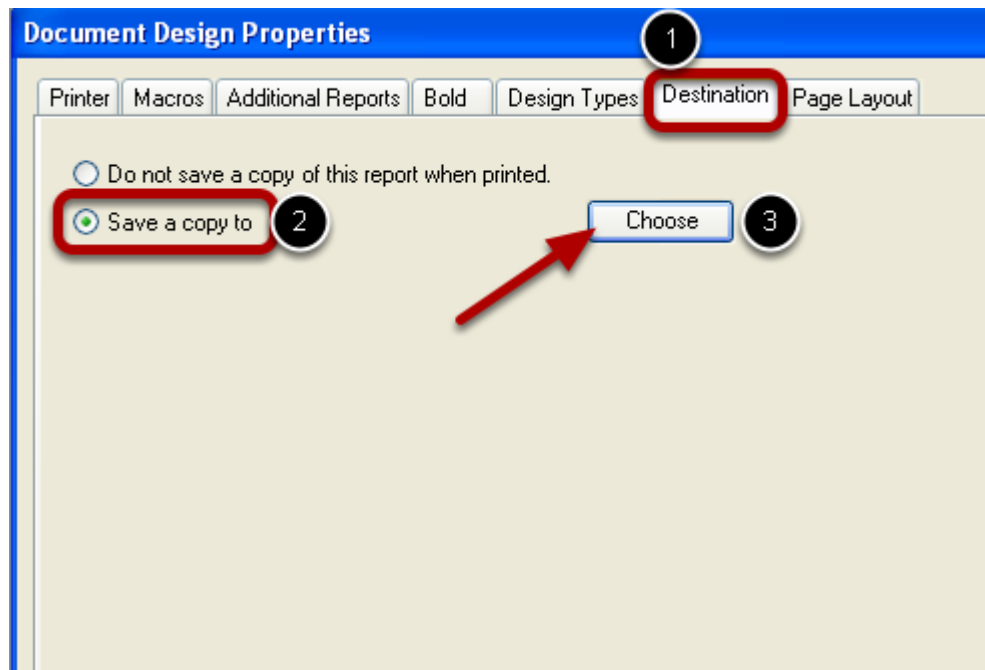 Document Design Properties
1
Printer Macros Additional Reports Bold Design Types Destination Page Layout
Do not save a copy of this report when printed.
Save a copy to 2 Choose 3